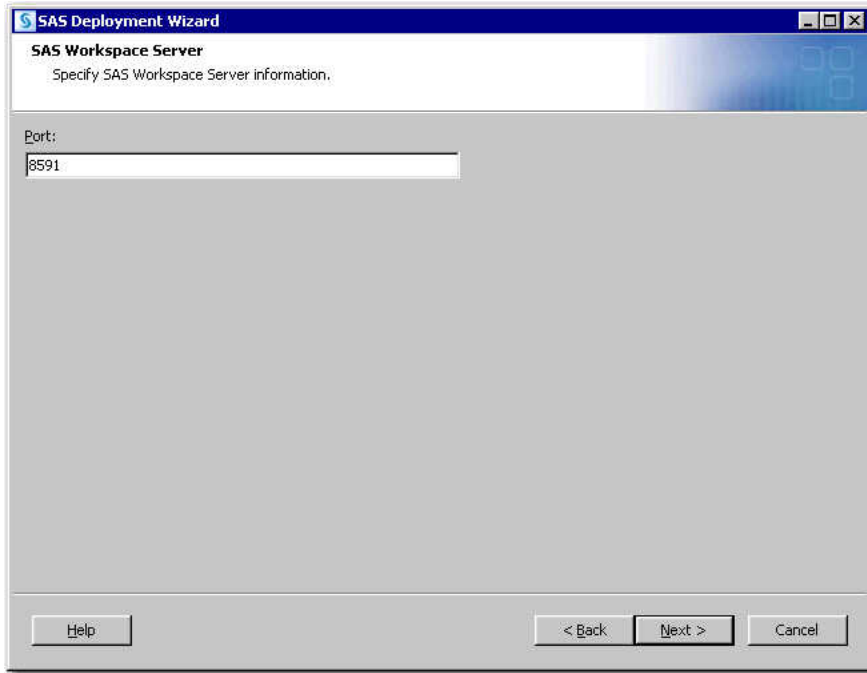 SAS Deployment Wizard
SAS Workspace Server
Specify SAS Workspace Server information.
Port:
8591
Help
< Back
Next >
Cancel